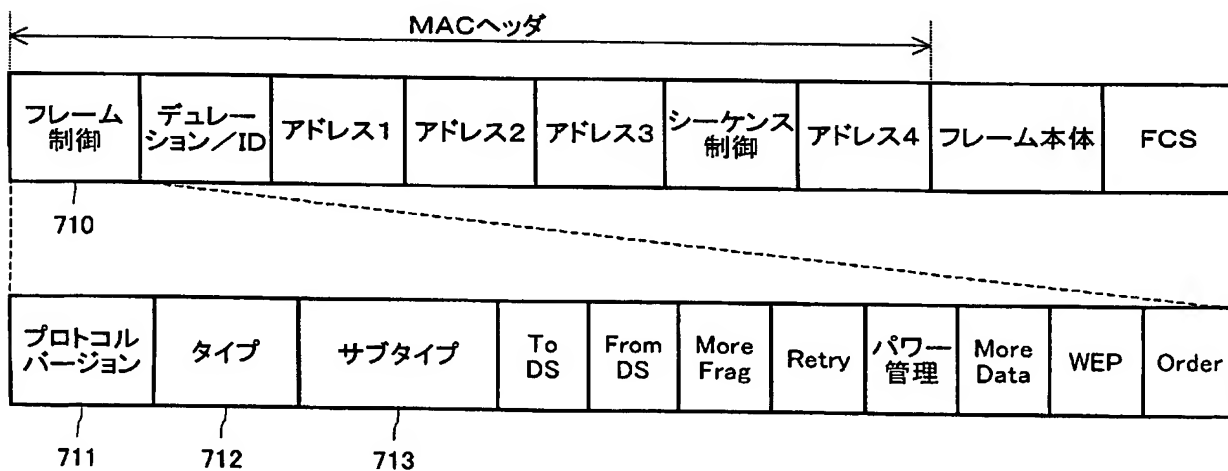 MACヘッダ
フレーム
制御
デュレー
ション／ID
アドレス1
アドレス2
アドレス3
シーケンス
制御
アドレス4
フレーム本体
FCS
710
プロトコル
バージョン
タイプ
サブタイプ
To
DS
From
DS
More
Frag
Retry
パワー
管理
More
Data
WEP
Order
711
712
713